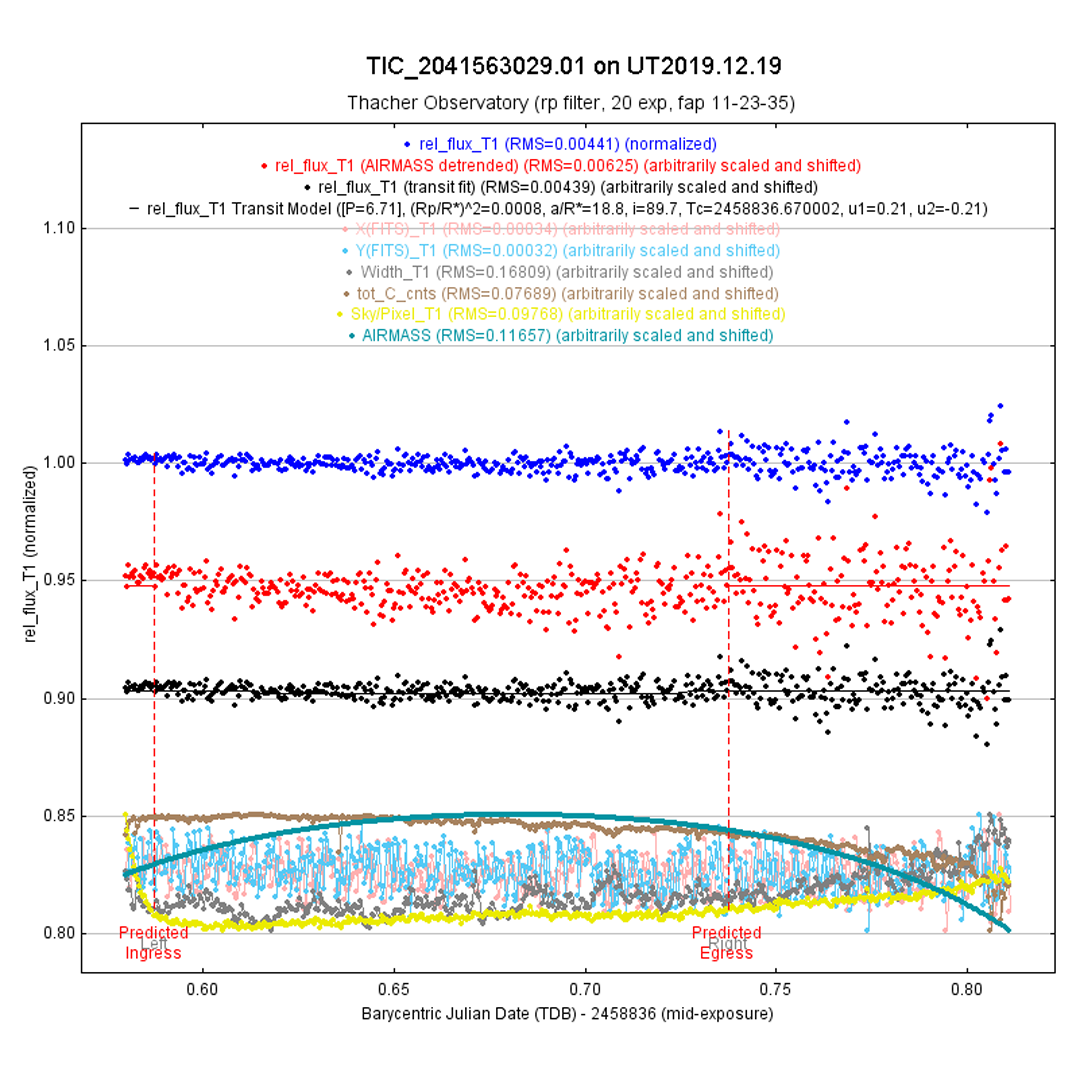 TIC_2041563029.01 on UT2019.12.19
Thacher Observatory (rp filter, 20 exp, fap 11-23-35)
rel_flux_T1 (RMS=0.00441) (normalized)
rel_flux_T1 (AIRMASS detrended) (RMS=0.00625) (arbitrarily scaled and shifted)
rel_flux_T1 (transit fit) (RMS=0.00439) (arbitrarily scaled and shifted)
rel_flux_T1 Transit Model ([P=6.71], (Rp/R*)^2=0.0008, a/R*=18.8, i=89.7, Tc=2458836.670002, u1=0.21, u2=-0.21)
X(FITS)_T1 (RMS=0.00034) (arbitrarily scaled and shifted)
Y(FITS)_T1 (RMS=0.00032) (arbitrarily scaled and shifted)
Width_T1 (RMS=0.16809) (arbitrarily scaled and shifted)
tot_C_cnts (RMS=0.07689) (arbitrarily scaled and shifted)
Sky/Pixel_T1 (RMS=0.09768) (arbitrarily scaled and shifted)
AIRMASS (RMS=0.11657) (arbitrarily scaled and shifted)
rel_flux_T1 (normalized)
1.10
1.05
1.00
0.95
0.90
0.85
0.80
Predicted
Ingress
Left
Predicted
Egress
Right
0.60
0.65
0.70
0.75
0.80
Barycentric Julian Date (TDB) - 2458836 (mid-exposure)